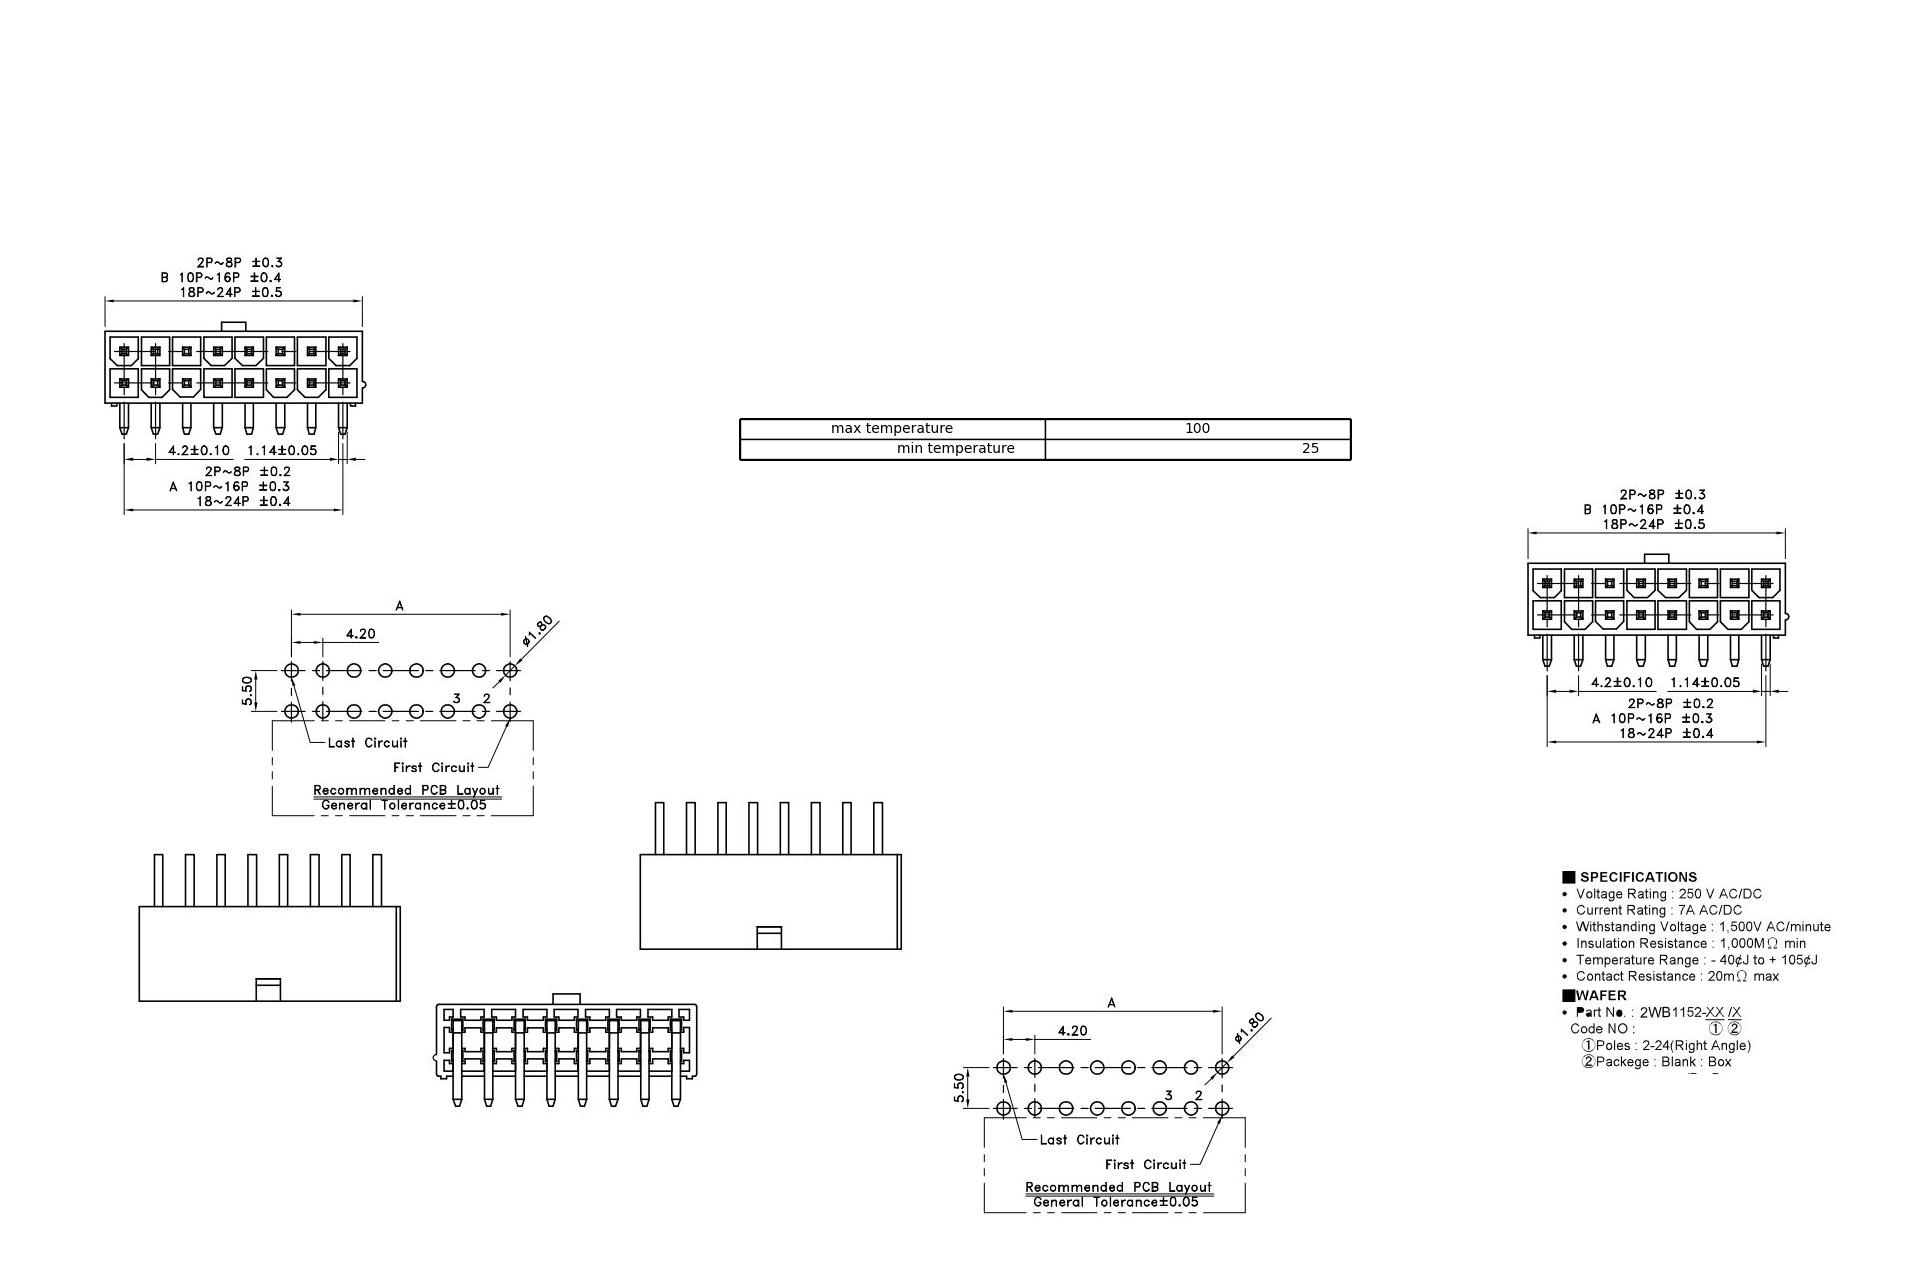 2P~8P ±0.3
B 10P~16P ±0.4
18P~24P ±0.5
4.2±0.10 1.14±0.05
2P~8P ±0.2
A 10P~16P ±0.3
18~24P ±0.4
max temperature 100
min temperature 25
2P~8P ±0.3
B 10P~16P ±0.4
18P~24P ±0.5
4.2±0.10 1.14±0.05
2P~8P ±0.2
A 10P~16P ±0.3
18~24P ±0.4
A
4.20
ø1.80
5.50
3 2
Last Circuit
First Circuit
Recommended PCB Layout
General Tolerance±0.05
■ SPECIFICATIONS
• Voltage Rating : 250 V AC/DC
• Current Rating : 7A AC/DC
• Withstanding Voltage : 1,500V AC/minute
• Insulation Resistance : 1,000MΩ min
• Temperature Range : - 40¢J to + 105¢J
• Contact Resistance : 20mΩ max
■WAFER
• Part No. : 2WB1152-XX /X
Code NO : ① ②
①Poles : 2-24(Right Angle)
②Packege : Blank : Box
A
4.20
ø1.80
5.50
3 2
Last Circuit
First Circuit
Recommended PCB Layout
General Tolerance±0.05